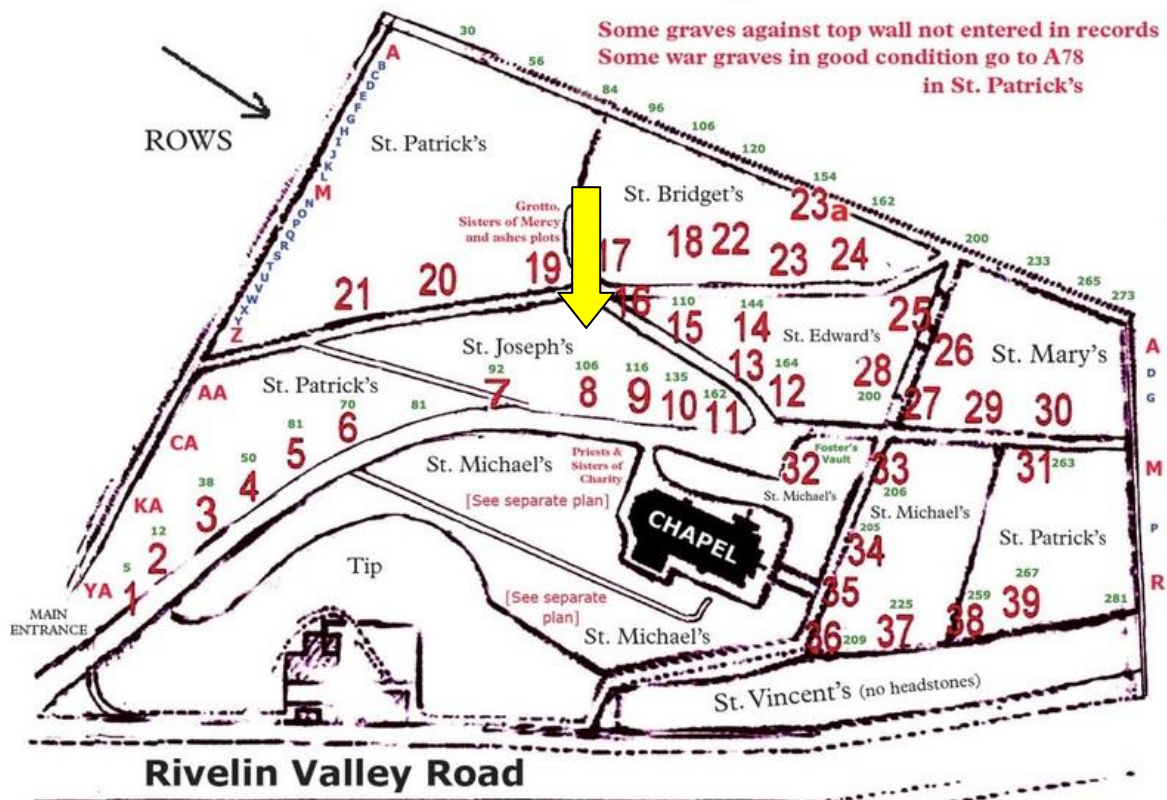 Some graves against top wall not entered in records
Some war graves in good condition go to A78
in St. Patrick's
ROWS
A
B
C
D
E
F
G
H
I
J
K
L
M
N
O
P
Q
R
S
T
U
V
W
X
Y
Z
30
56
84
96
106
120
154
162
200
233
265
273
St. Patrick's
St. Bridget's
Grotto.
Sisters of Mercy
and ashes plots
23a
17
18
22
23
24
19
20
21
16
110
15
144
14
St. Edward's
25
26
St. Mary's
A
D
G
St. Joseph's
13
164
12
28
200
27
29
30
AA
St. Patrick's
92
7
106
8
116
9
135
10
162
11
CA
81
5
70
6
81
KA
38
3
50
4
St. Michael's
Priests &
Sisters of
Charity
[See separate plan]
32
Foster's
Vault
33
31
263
M
St. Michael's
206
St. Michael's
P
YA
5
1
12
2
CHAPEL
205
34
St. Patrick's
R
MAIN
ENTRANCE
Tip
[See separate
plan]
St. Michael's
35
36
209
225
37
259
38
267
39
281
St. Vincent's (no headstones)
Rivelin Valley Road